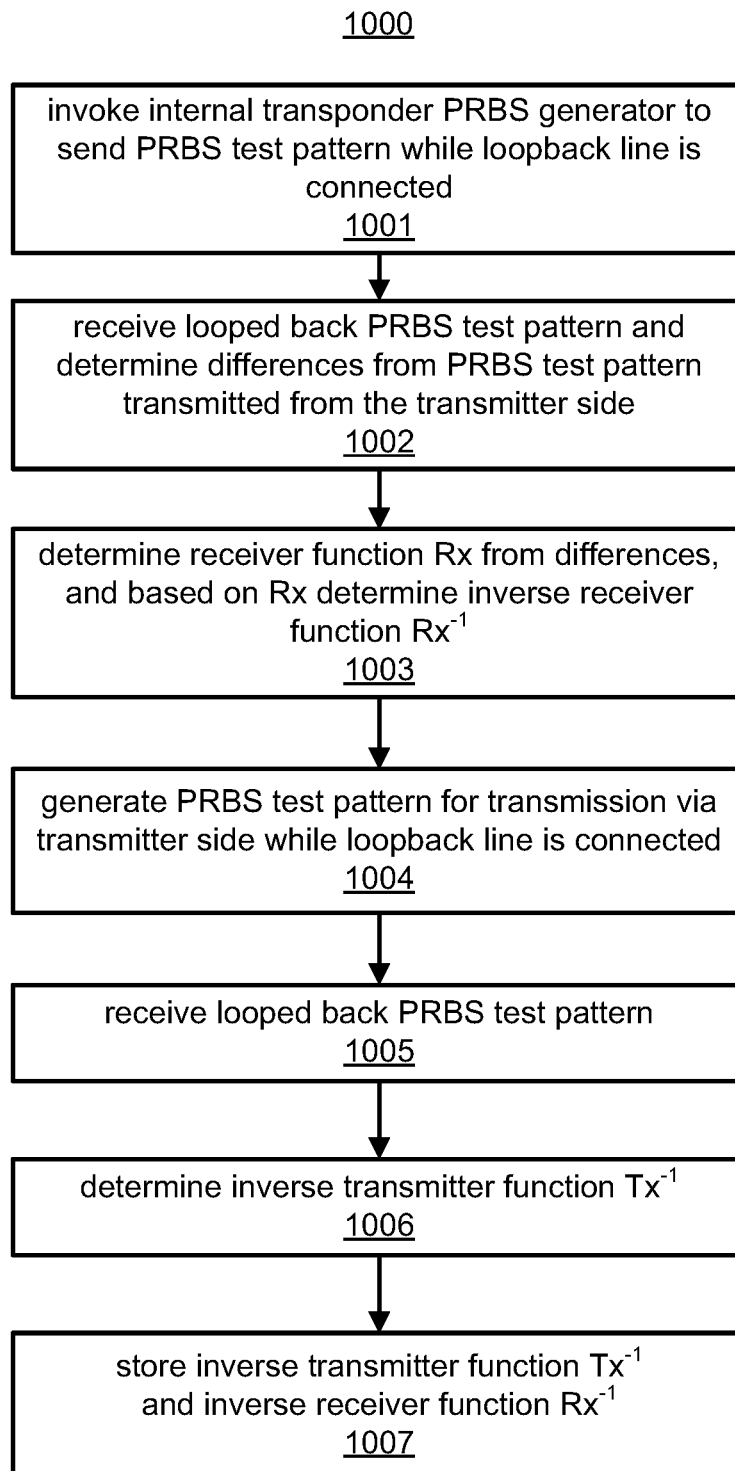 1000
invoke internal transponder PRBS generator to
send PRBS test pattern while loopback line is
connected
1001
receive looped back PRBS test pattern and
determine differences from PRBS test pattern
transmitted from the transmitter side
1002
determine receiver function Rx from differences,
and based on Rx determine inverse receiver
function Rx⁻¹
1003
generate PRBS test pattern for transmission via
transmitter side while loopback line is connected
1004
receive looped back PRBS test pattern
1005
determine inverse transmitter function Tx⁻¹
1006
store inverse transmitter function Tx⁻¹
and inverse receiver function Rx⁻¹
1007